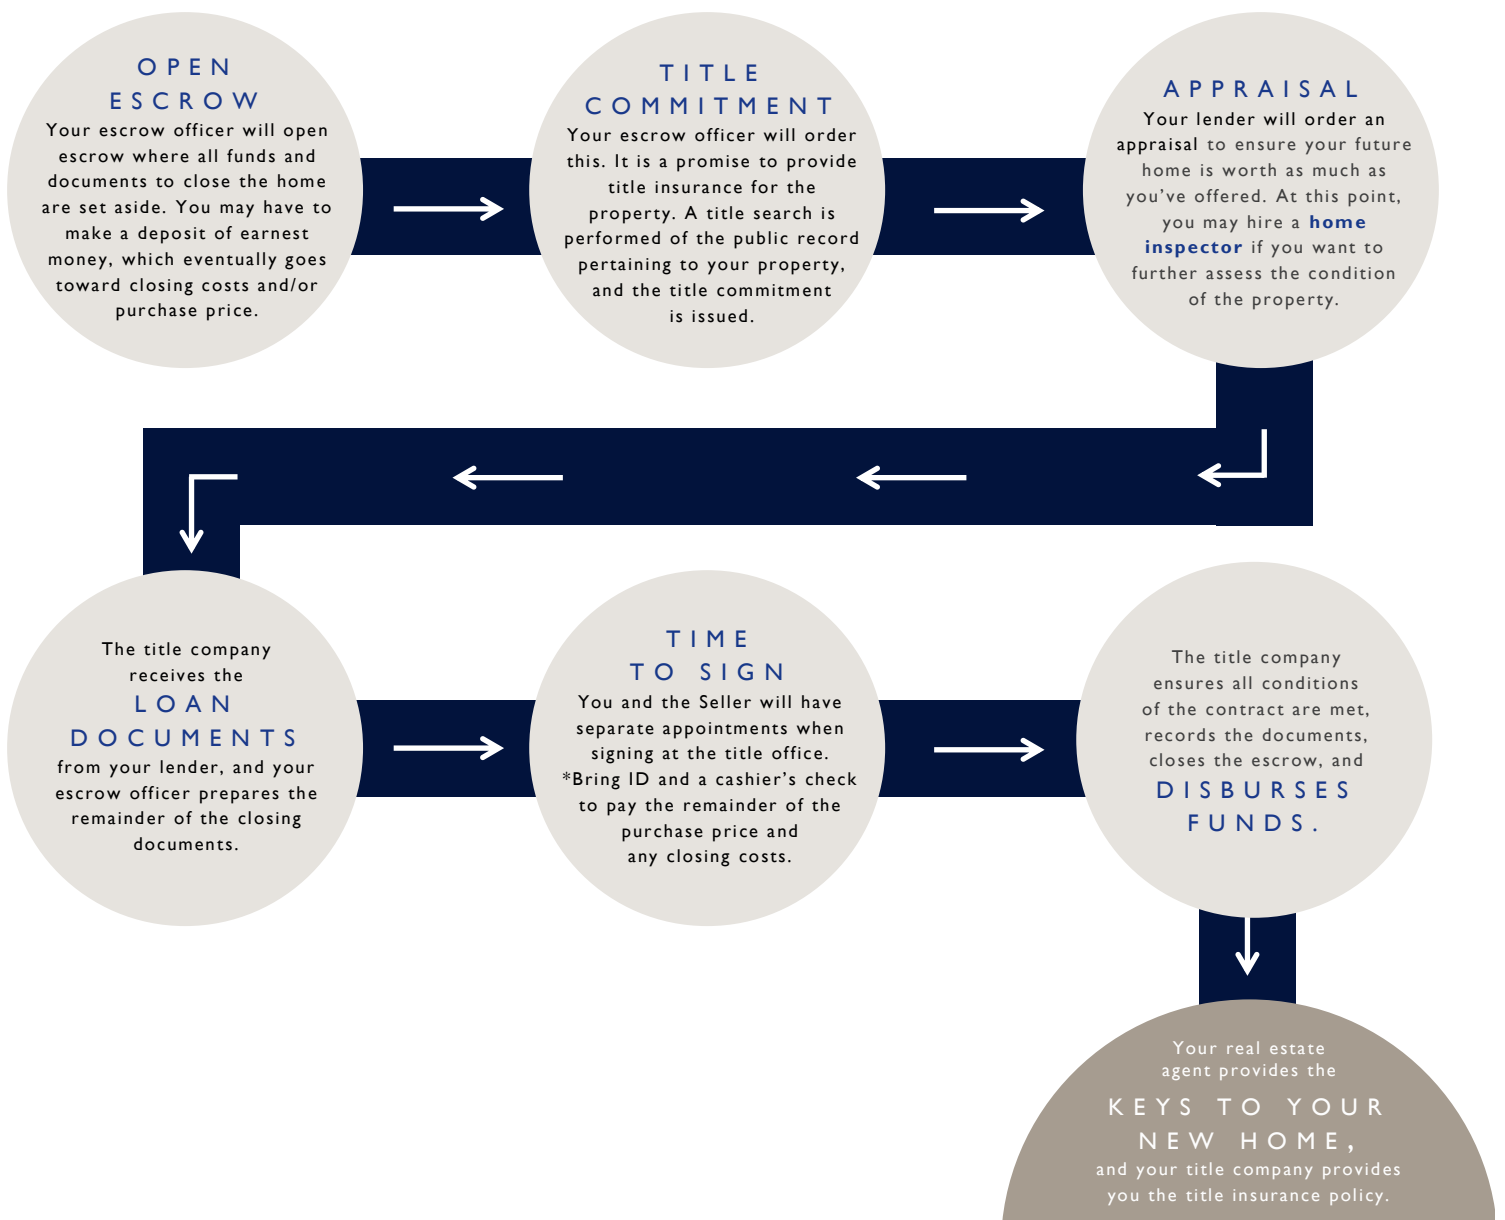 OPEN
ESCROW
Your escrow officer will open
escrow where all funds and
documents to close the home
are set aside. You may have to
make a deposit of earnest
money, which eventually goes
toward closing costs and/or
purchase price.
TITLE
COMMITMENT
Your escrow officer will order
this. It is a promise to provide
title insurance for the
property. A title search is
performed of the public record
pertaining to your property,
and the title commitment
is issued.
APPRAISAL
Your lender will order an
appraisal to ensure your future
home is worth as much as
you've offered. At this point,
you may hire a home
inspector if you want to
further assess the condition
of the property.
The title company
receives the
LOAN
DOCUMENTS
from your lender, and your
escrow officer prepares the
remainder of the closing
documents.
TIME
TO SIGN
You and the Seller will have
separate appointments when
signing at the title office.
*Bring ID and a cashier's check
to pay the remainder of the
purchase price and
any closing costs.
The title company
ensures all conditions
of the contract are met,
records the documents,
closes the escrow, and
DISBURSES
FUNDS.
Your real estate
agent provides the
KEYS TO YOUR
NEW HOME,
and your title company provides
you the title insurance policy.